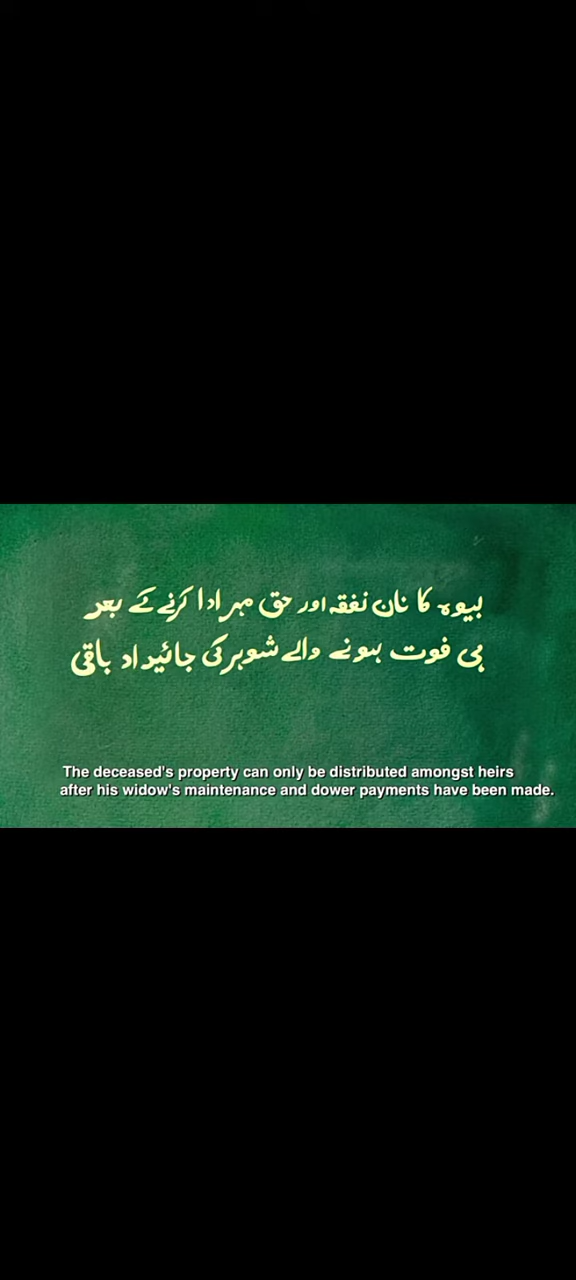 بیوہ کا نان نفقہ اور حق مہر ادا کرنے کے بعد
ہی فوت ہونے والے شوہر کی جائیداد باقی
The deceased's property can only be distributed amongst heirs
after his widow's maintenance and dower payments have been made.